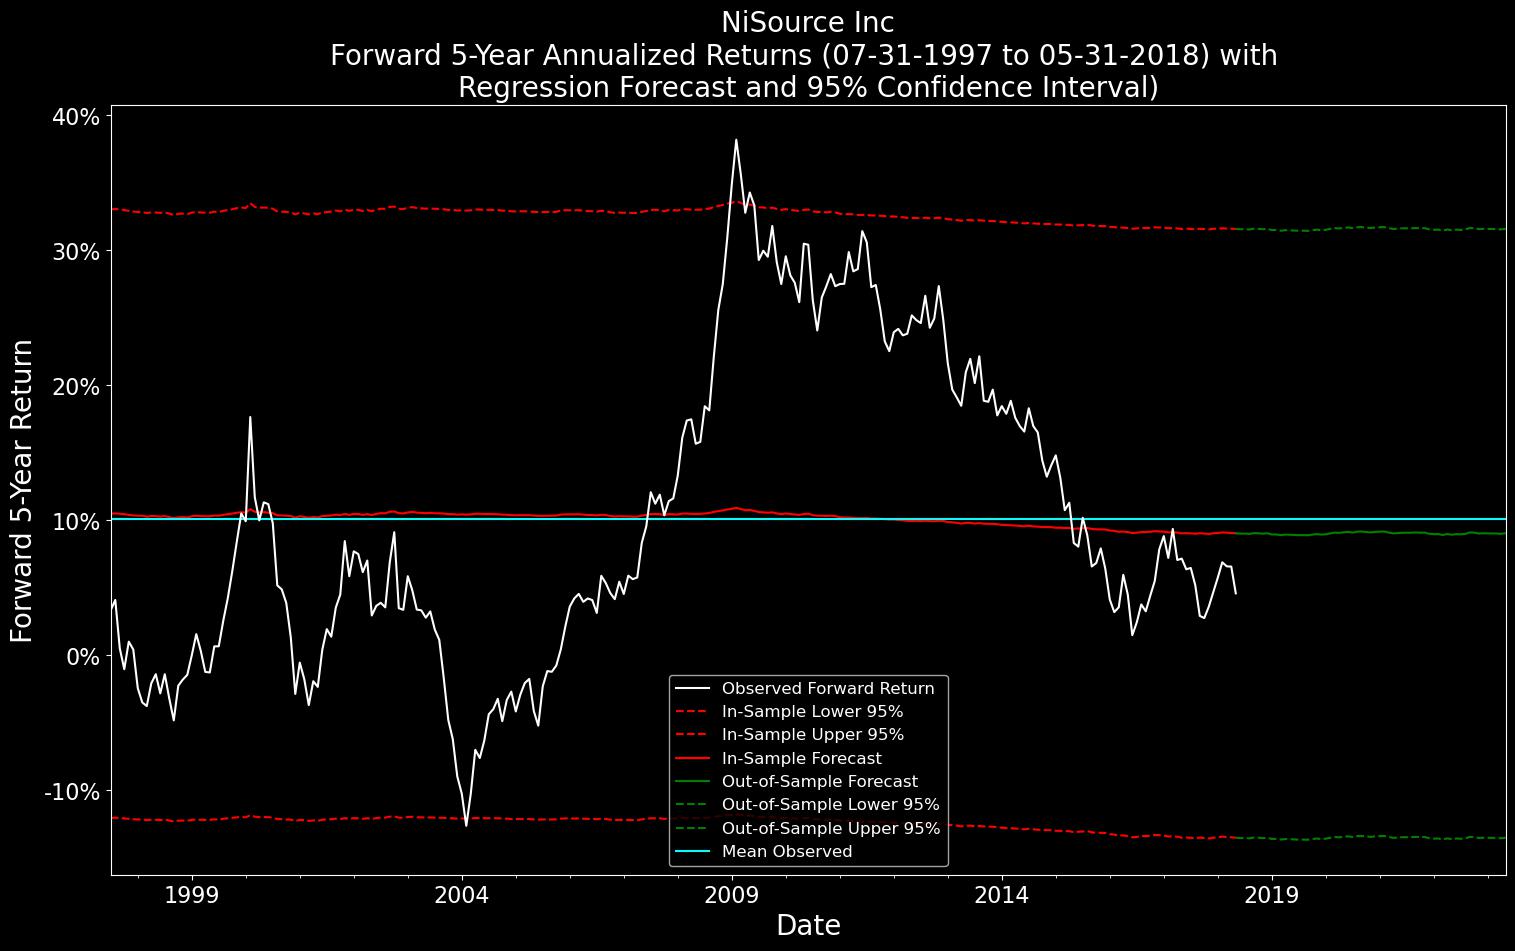 NiSource Inc
Forward 5-Year Annualized Returns (07-31-1997 to 05-31-2018) with
Regression Forecast and 95% Confidence Interval)
40%
30%
20%
10%
0%
-10%
Forward 5-Year Return
Observed Forward Return
In-Sample Lower 95%
In-Sample Upper 95%
In-Sample Forecast
Out-of-Sample Forecast
Out-of-Sample Lower 95%
Out-of-Sample Upper 95%
Mean Observed
1999
2004
2009
2014
2019
Date